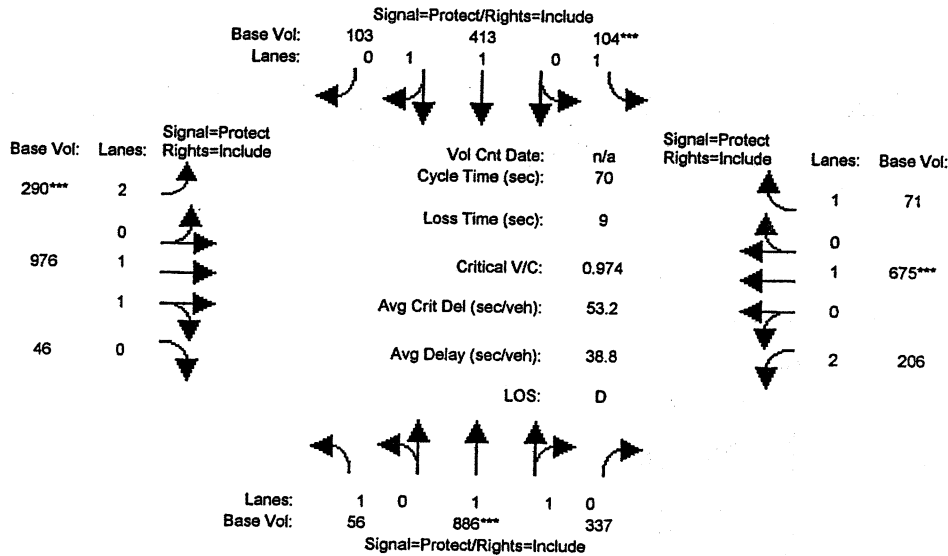 Signal=Protect/Rights=Include
Base Vol: 103 413 104***
Lanes: 0 1 1 0 1
Signal=Protect
Rights=Include
Base Vol: Lanes:
290*** 2
0
976 1
1
46 0
Vol Cnt Date: n/a
Cycle Time (sec): 70
Loss Time (sec): 9
Critical V/C: 0.974
Avg Crit Del (sec/veh): 53.2
Avg Delay (sec/veh): 38.8
LOS: D
Signal=Protect
Rights=Include
Lanes: Base Vol:
1 71
0
1 675***
0
2 206
Lanes: 1 0 1 1 0
Base Vol: 56 886*** 337
Signal=Protect/Rights=Include